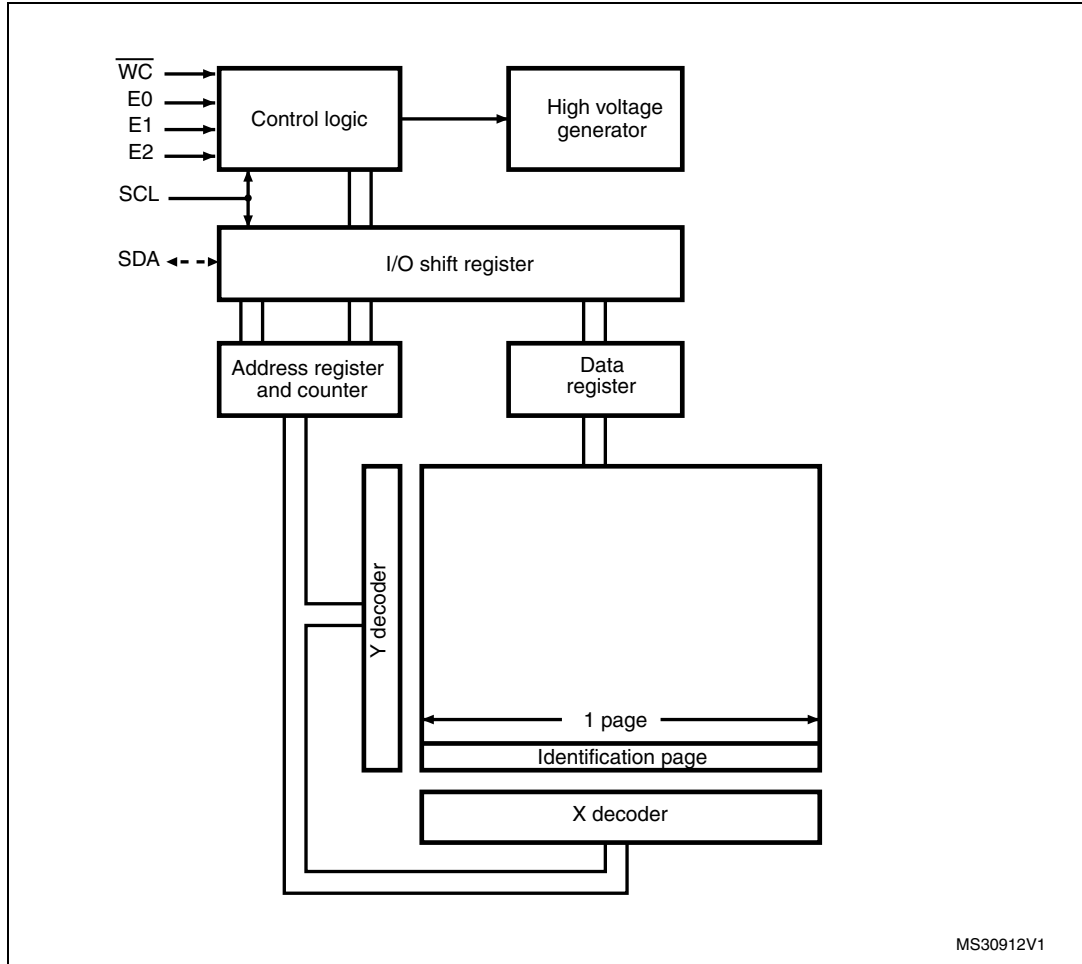 WC
E0
E1
E2
SCL
SDA
Control logic
High voltage
generator
I/O shift register
Address register
and counter
Data
register
Y decoder
1 page
Identification page
X decoder
MS30912V1